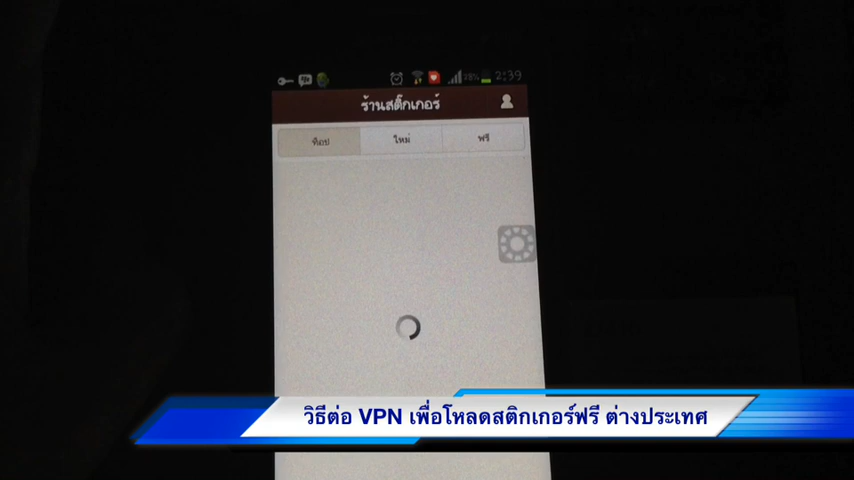 28% 2:39
ร้านสติ๊กเกอร์
ท็อป ใหม่ ฟรี
วิธีต่อ VPN เพื่อโหลดสติกเกอร์ฟรี ต่างประเทศ